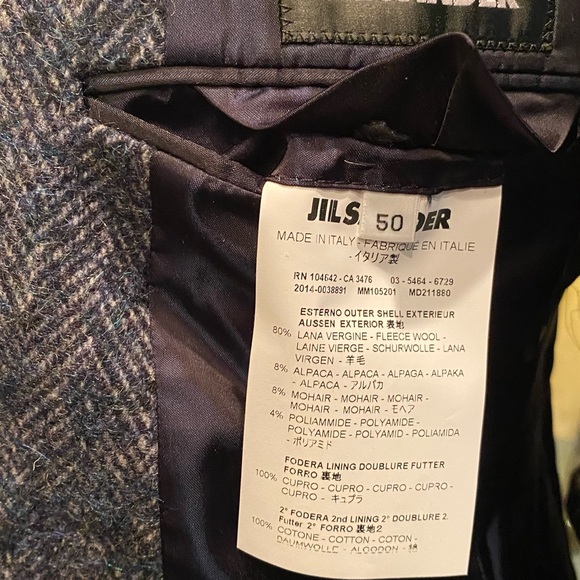 JILS 50 DER
MADE IN ITALY - FABRIQUE EN ITALIE
- イタリア製
RN 104642 - CA 3476 03 - 5464 - 6729
2014-0038891 MM105201 MD211880
ESTERNO OUTER SHELL EXTERIEUR
AUSSEN EXTERIOR 表地
80% LANA VERGINE - FLEECE WOOL -
LAINE VIERGE - SCHURWOLLE - LANA
VIRGEN - 羊毛
8% ALPACA - ALPACA - ALPAGA - ALPAKA
- ALPACA - アルパカ
8% MOHAIR - MOHAIR - MOHAIR -
MOHAIR - MOHAIR - モヘア
4% POLIAMMIDE - POLYAMIDE -
POLYAMIDE - POLYAMID - POLIAMIDA
- ポリアミド
FODERA LINING DOUBLURE FUTTER
FORRO 裏地
100% CUPRO - CUPRO - CUPRO - CUPRO -
CUPRO - キュプラ
2° FODERA 2nd LINING 2° DOUBLURE 2.
Futter 2° FORRO 裏地2
100% COTONE - COTTON - COTON -
BAUMWOLLE - ALGODON - 綿